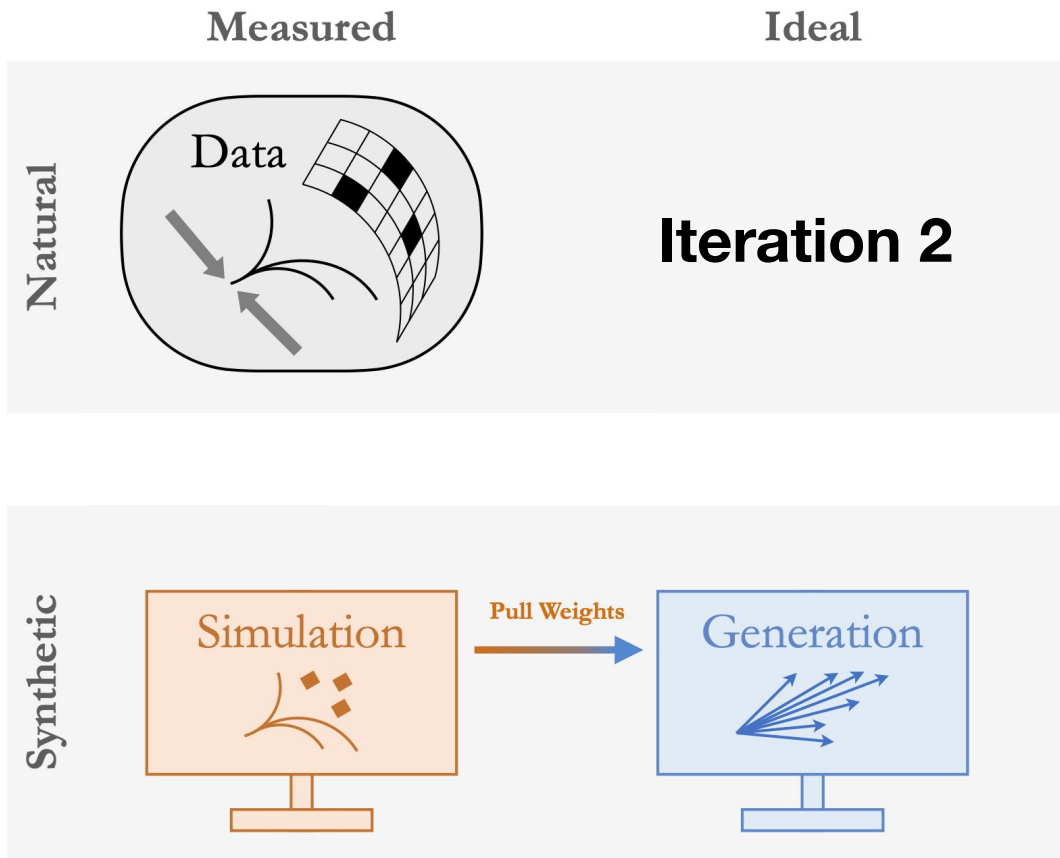 Measured
Ideal
Natural
Data
Iteration 2
Synthetic
Simulation
Pull Weights
Generation